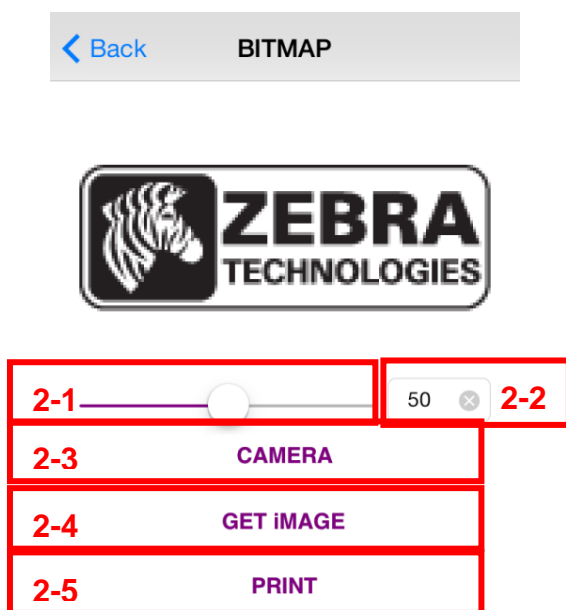 Back BITMAP
ZEBRA
TECHNOLOGIES
2-1 50 2-2
2-3 CAMERA
2-4 GET iMAGE
2-5 PRINT